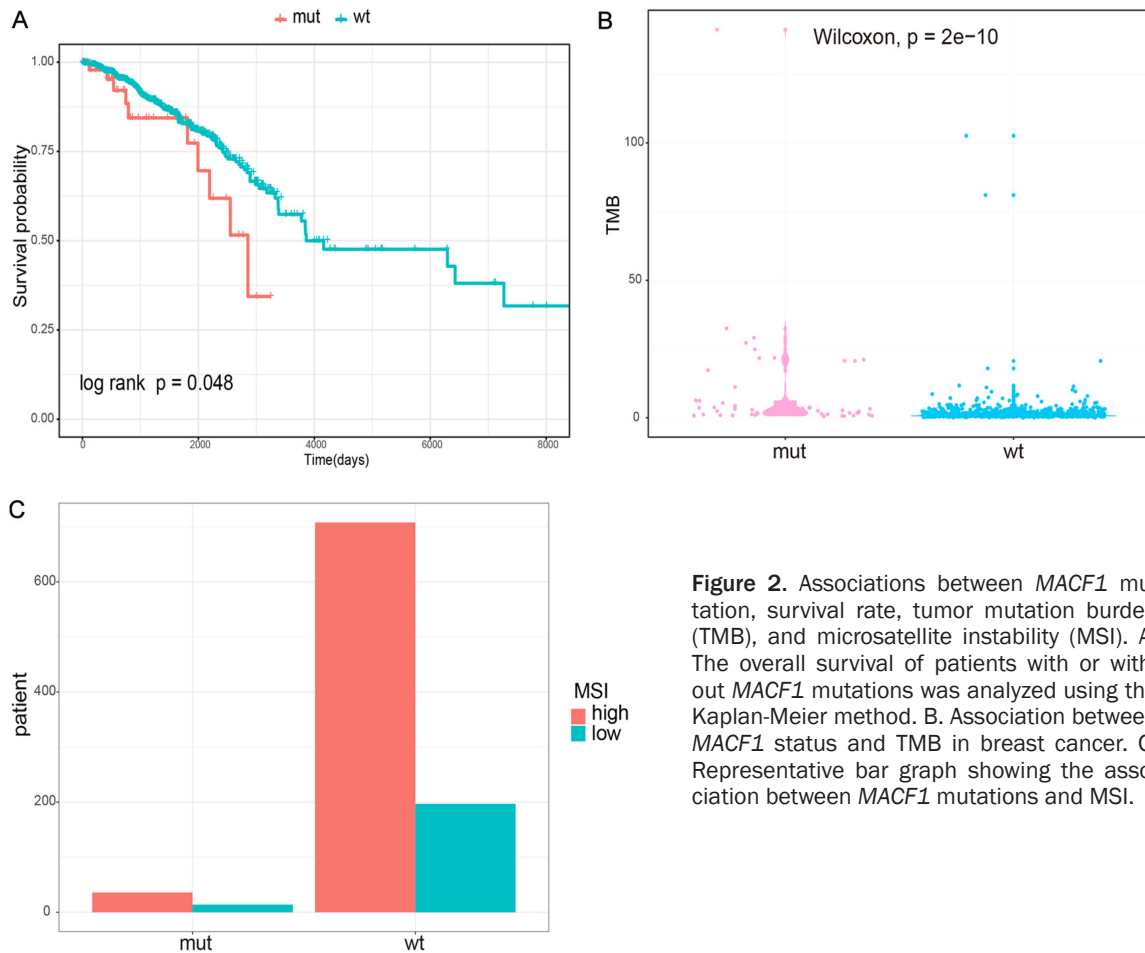 A
mut wt
1.00
0.75
0.50
0.25
0.00
Survival probability
log rank p = 0.048
0 2000 4000 6000 8000
Time(days)
B
Wilcoxon, p = 2e−10
100
50
0
TMB
mut wt
C
600
400
200
0
patient
mut wt
MSI
high
low
Figure 2. Associations between MACF1 mu
tation, survival rate, tumor mutation burde
(TMB), and microsatellite instability (MSI). A
The overall survival of patients with or with
out MACF1 mutations was analyzed using th
Kaplan-Meier method. B. Association betwee
MACF1 status and TMB in breast cancer. C
Representative bar graph showing the asso
ciation between MACF1 mutations and MSI.